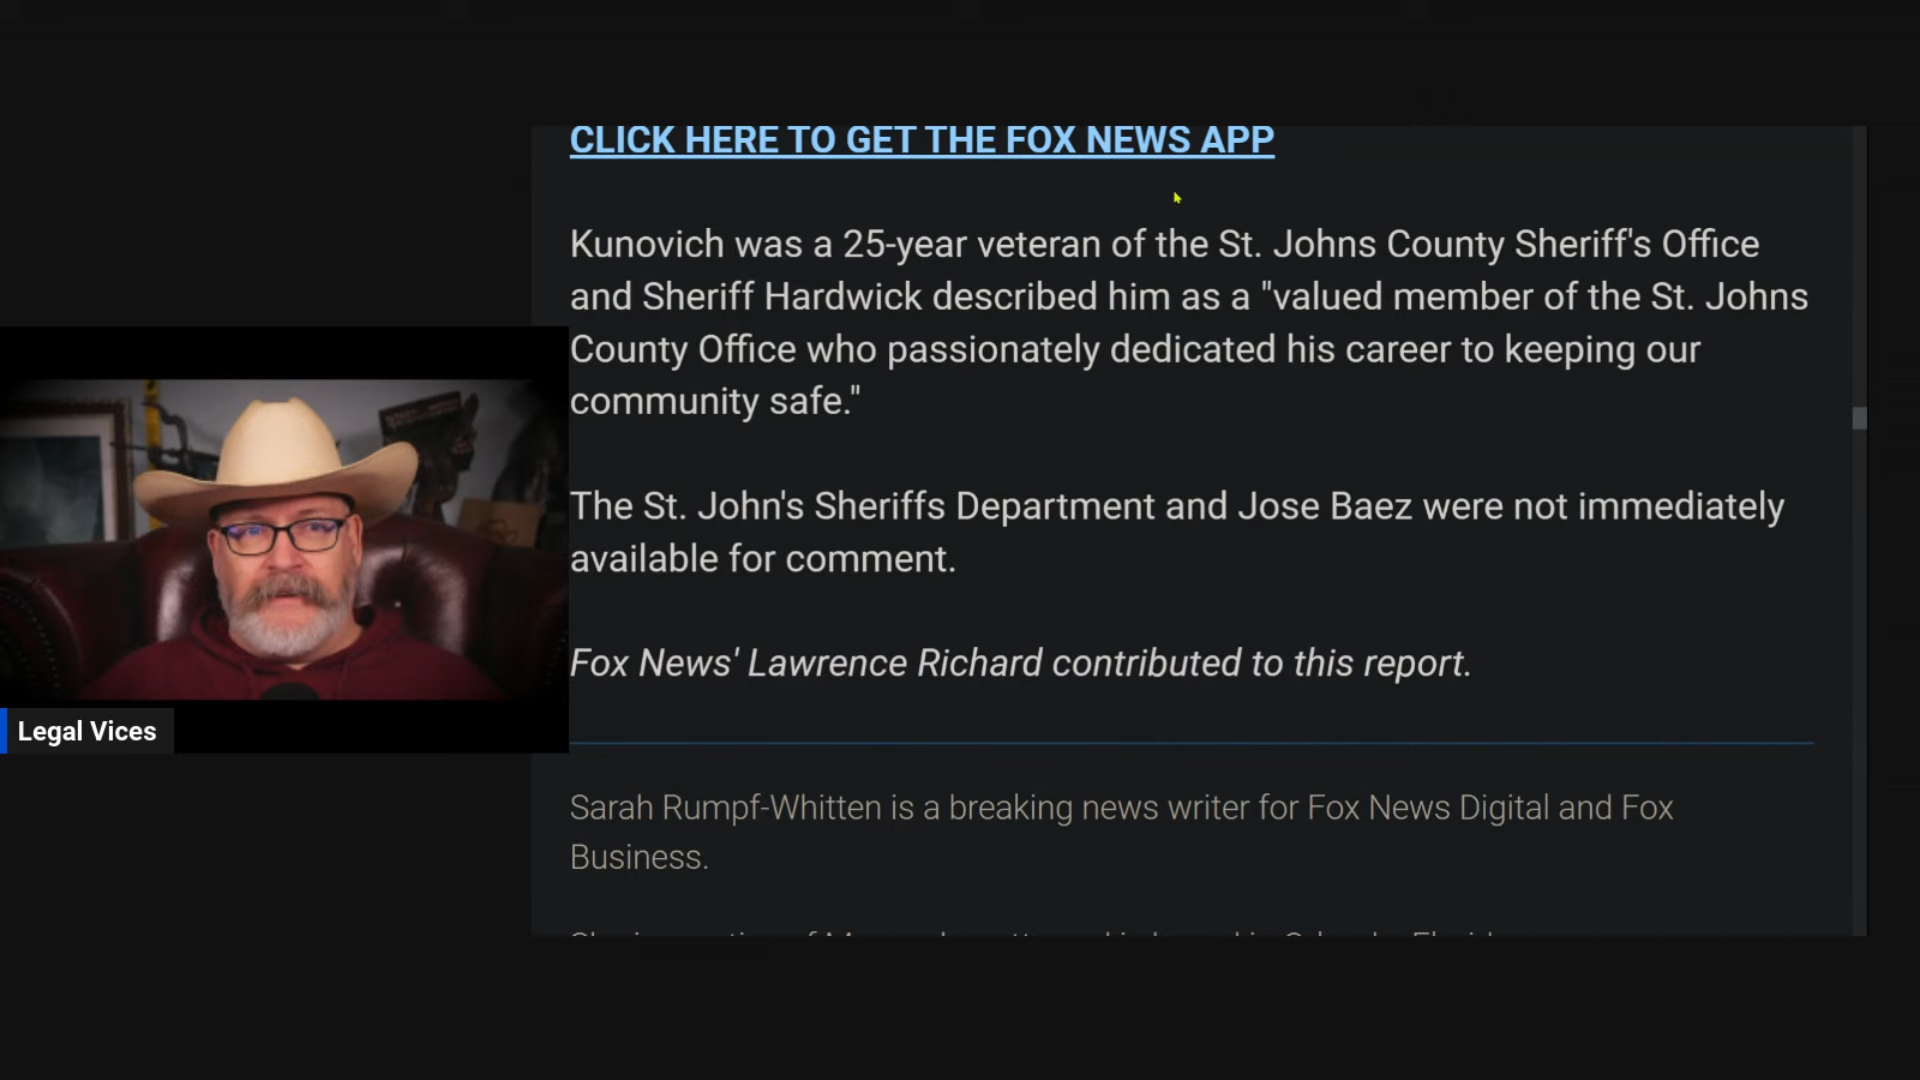 CLICK HERE TO GET THE FOX NEWS APP
Kunovich was a 25-year veteran of the St. Johns County Sheriff's Office
and Sheriff Hardwick described him as a "valued member of the St. Johns
County Office who passionately dedicated his career to keeping our
community safe."
The St. John's Sheriffs Department and Jose Baez were not immediately
available for comment.
Fox News' Lawrence Richard contributed to this report.
Legal Vices
Sarah Rumpf-Whitten is a breaking news writer for Fox News Digital and Fox
Business.